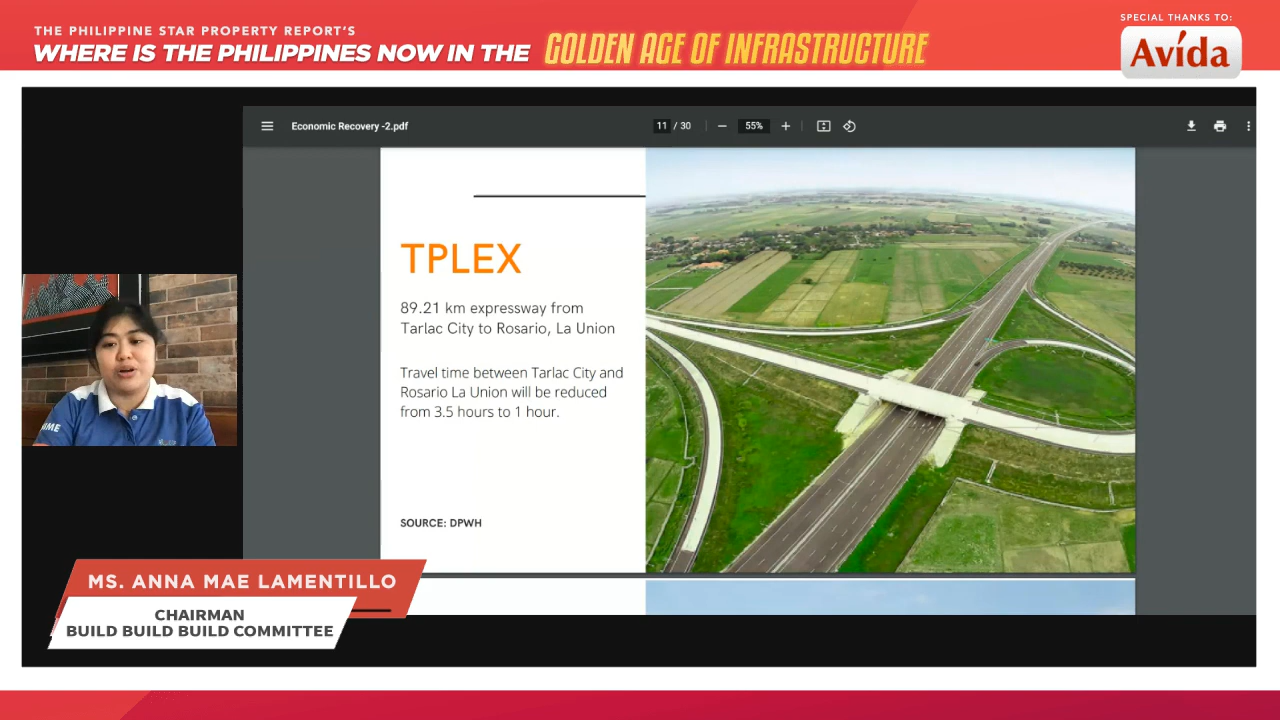 THE PHILIPPINE STAR PROPERTY REPORT'S
WHERE IS THE PHILIPPINES NOW IN THE GOLDEN AGE OF INFRASTRUCTURE
SPECIAL THANKS TO:
Avida
Economic Recovery -2.pdf
11 / 30
55%
TPLEX
89.21 km expressway from
Tarlac City to Rosario, La Union
Travel time between Tarlac City and
Rosario La Union will be reduced
from 3.5 hours to 1 hour.
SOURCE: DPWH
MS. ANNA MAE LAMENTILLO
CHAIRMAN
BUILD BUILD BUILD COMMITTEE